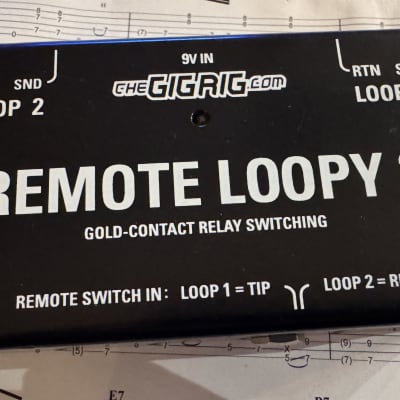 9V IN
SND
RTN
OP 2
LOOP
THEGIGRIG.COM
REMOTE LOOPY
GOLD-CONTACT RELAY SWITCHING
REMOTE SWITCH IN: LOOP 1 = TIP
LOOP 2 = R
E7